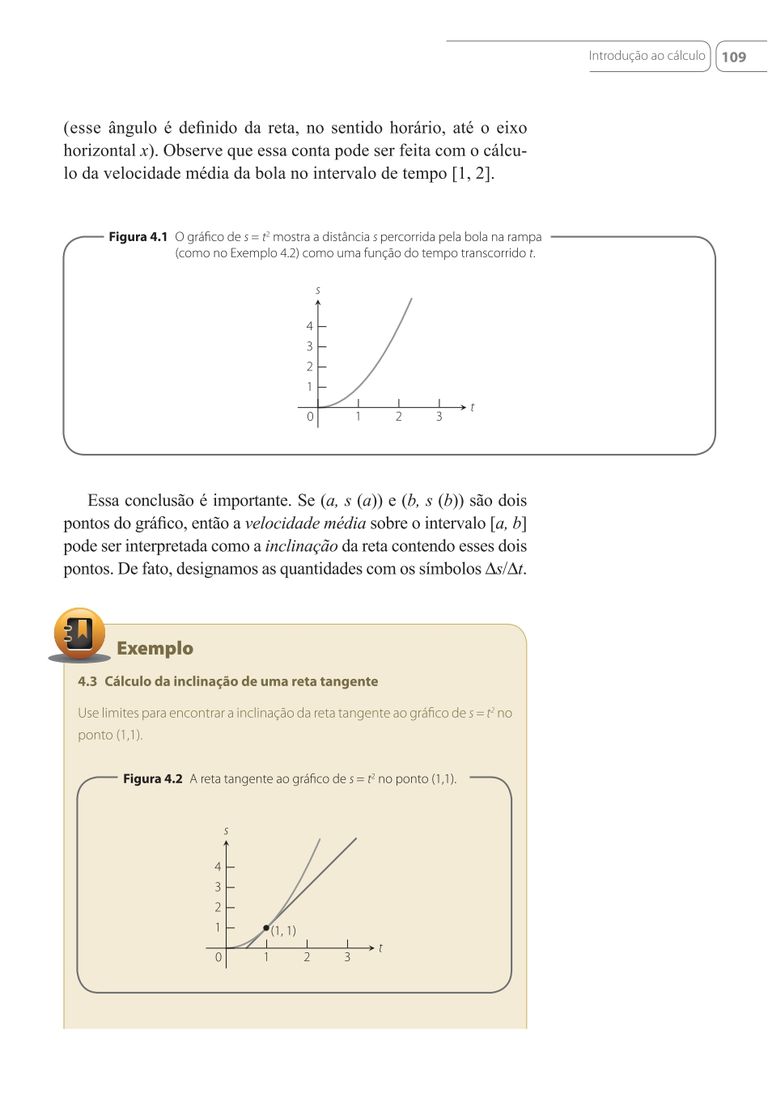 Introdução ao cálculo 109
(esse ângulo é definido da reta, no sentido horário, até o eixo
horizontal x). Observe que essa conta pode ser feita com o cálcu-
lo da velocidade média da bola no intervalo de tempo [1, 2].
Figura 4.1 O gráfico de s = t² mostra a distância s percorrida pela bola na rampa
(como no Exemplo 4.2) como uma função do tempo transcorrido t.
s
4
3
2
1
0 1 2 3 t
Essa conclusão é importante. Se (a, s (a)) e (b, s (b)) são dois
pontos do gráfico, então a velocidade média sobre o intervalo [a, b]
pode ser interpretada como a inclinação da reta contendo esses dois
pontos. De fato, designamos as quantidades com os símbolos Δs/Δt.
Exemplo
4.3 Cálculo da inclinação de uma reta tangente
Use limites para encontrar a inclinação da reta tangente ao gráfico de s = t² no
ponto (1,1).
Figura 4.2 A reta tangente ao gráfico de s = t² no ponto (1,1).
s
4
3
2
1
(1, 1)
0 1 2 3 t